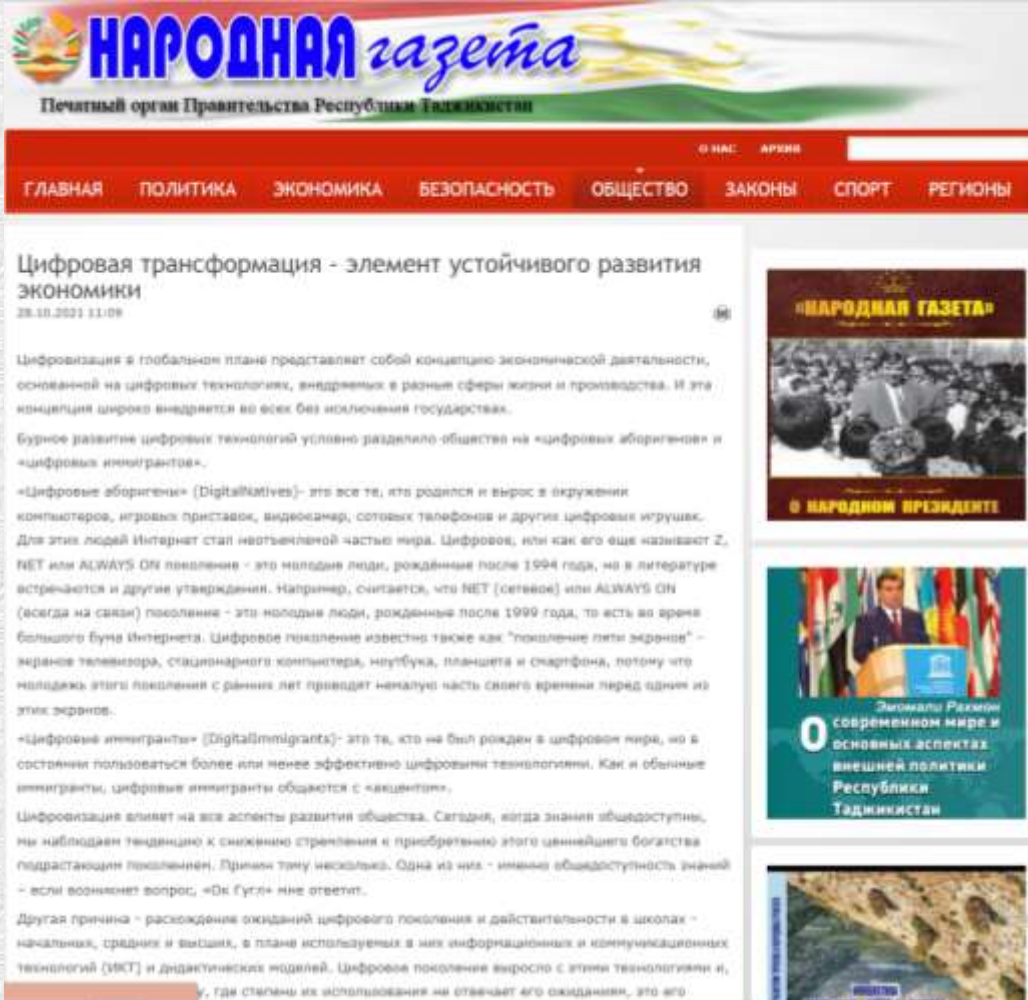 НАРОДНАЯ газета
Печатный орган Правительства Республики Таджикистан
О НАС АРХИВ
ГЛАВНАЯ ПОЛИТИКА ЭКОНОМИКА БЕЗОПАСНОСТЬ ОБЩЕСТВО ЗАКОНЫ СПОРТ РЕГИОНЫ
Цифровая трансформация - элемент устойчивого развития
экономики
28.10.2021 11:09
Цифровизация в глобальном плане представляет собой концепцию экономической деятельности,
основанной на цифровых технологиях, внедряемых в разные сферы жизни и производства. И эта
концепция широко внедряется во всех без исключения государствах.
Бурное развитие цифровых технологий условно разделило общество на «цифровых аборигенов» и
«цифровых иммигрантов».
«Цифровые аборигены» (DigitalNatives)- это все те, кто родился и вырос в окружении
компьютеров, игровых приставок, видеокамер, сотовых телефонов и других цифровых игрушек.
Для этих людей Интернет стал неотъемлемой частью мира. Цифровое, или как его еще называют Z,
NET или ALWAYS ON поколение - это молодые люди, рождённые после 1994 года, но в литературе
встречаются и другие утверждения. Например, считается, что NET (сетевое) или ALWAYS ON
(всегда на связи) поколение - это молодые люди, рожденные после 1999 года, то есть во время
большого бума Интернета. Цифровое поколение известно также как "поколение пяти экранов" -
экранов телевизора, стационарного компьютера, ноутбука, планшета и смартфона, потому что
молодежь этого поколения с ранних лет проводят немалую часть своего времени перед одним из
этих экранов.
«Цифровые иммигранты» (DigitalImmigrants)- это те, кто не был рожден в цифровом мире, но в
состоянии пользоваться более или менее эффективно цифровыми технологиями. Как и обычные
иммигранты, цифровые иммигранты общаются с «акцентом».
Цифровизация влияет на все аспекты развития общества. Сегодня, когда знания общедоступны,
мы наблюдаем тенденцию к снижению стремления к приобретению этого ценнейшего богатства
подрастающим поколением. Причин тому несколько. Одна из них - именно общедоступность знаний
– если возникнет вопрос, «Ок Гугл» мне ответит.
Другая причина - расхождение ожиданий цифрового поколения и действительности в школах -
начальных, средних и высших, в плане используемых в них информационных и коммуникационных
технологий (ИКТ) и дидактических моделей. Цифровое поколение выросло с этими технологиями и,
у, где степень их использования не отвечает его ожиданиям, это его
«НАРОДНАЯ ГАЗЕТА»
О НАРОДНОМ ПРЕЗИДЕНТЕ
Эмомали Рахмон
О современном мире и
основных аспектах
внешней политики
Республики
Таджикистан